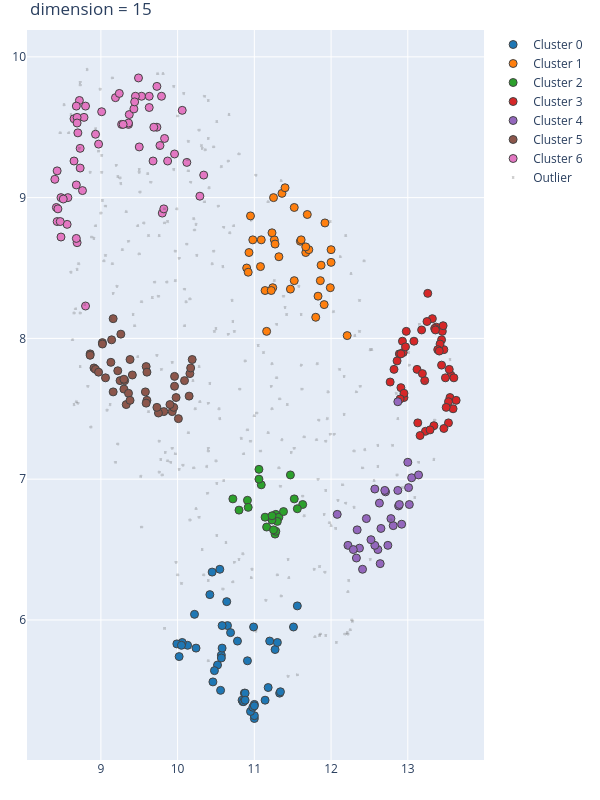 dimension = 15
Cluster 0
Cluster 1
Cluster 2
Cluster 3
Cluster 4
Cluster 5
Cluster 6
Outlier
10
9
8
7
6
9 10 11 12 13